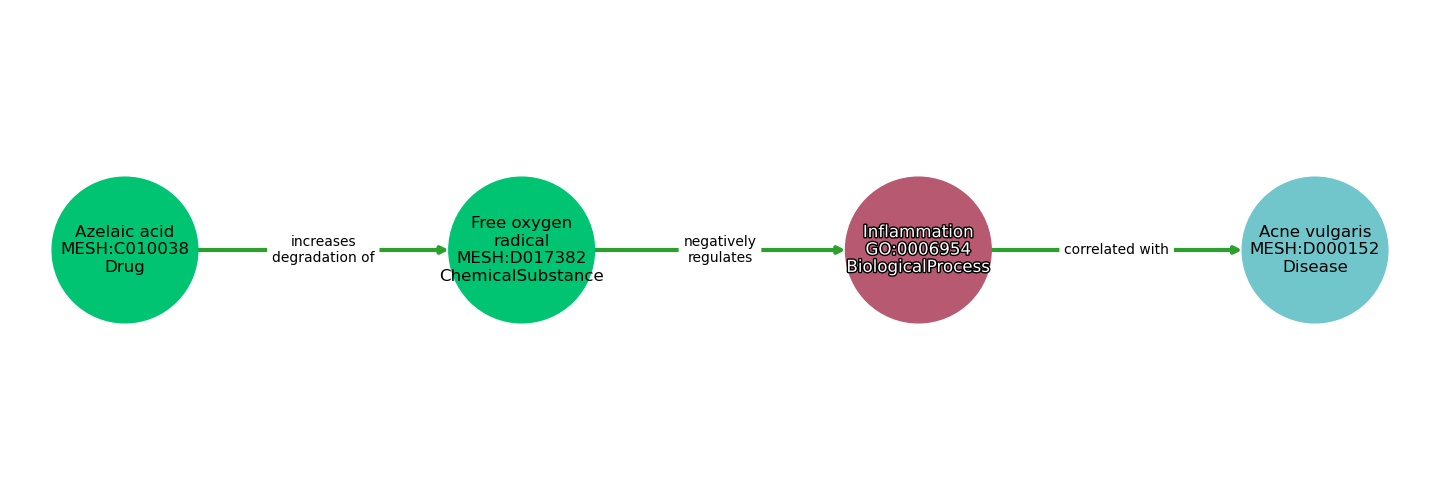 Azelaic acid
MESH:C010038
Drug
increases
degradation of
Free oxygen
radical
MESH:D017382
ChemicalSubstance
negatively
regulates
Inflammation
GO:0006954
BiologicalProcess
correlated with
Acne vulgaris
MESH:D000152
Disease